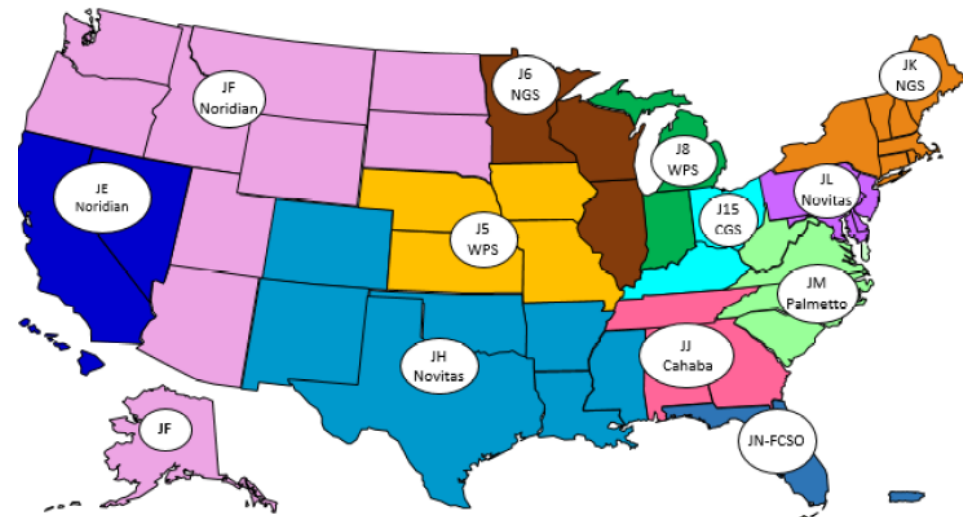 JF
Noridian
J6
NGS
JK
NGS
J8
WPS
JE
Noridian
JL
Novitas
J15
CGS
J5
WPS
JM
Palmetto
JH
Novitas
JJ
Cahaba
JF
JN-FCSO